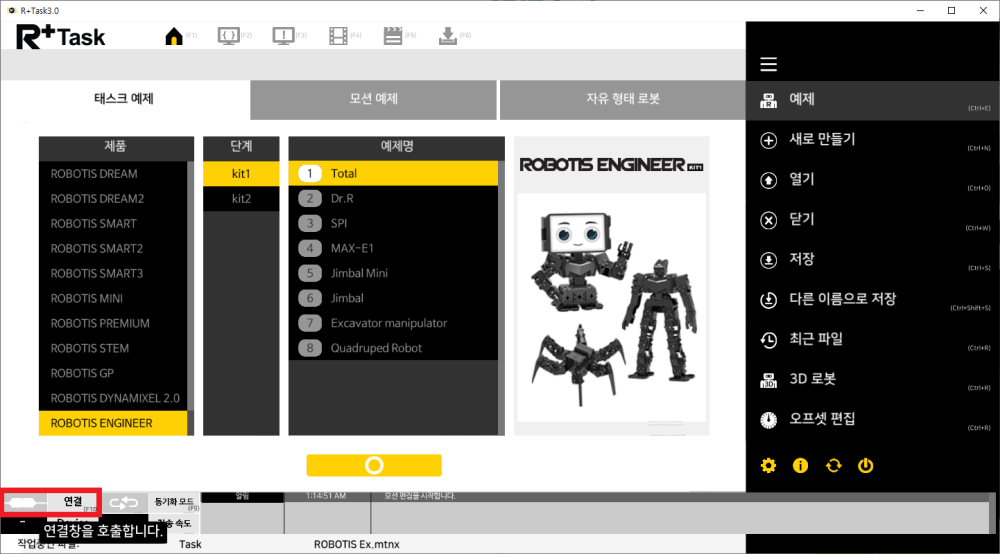 R+Task3.0
R+Task
(F1)
(F2)
(F3)
(F4)
(F5)
(F6)
태스크 예제
모션 예제
자유 형태 로봇
제품
ROBOTIS DREAM
ROBOTIS DREAM2
ROBOTIS SMART
ROBOTIS SMART2
ROBOTIS SMART3
ROBOTIS MINI
ROBOTIS PREMIUM
ROBOTIS STEM
ROBOTIS GP
ROBOTIS DYNAMIXEL 2.0
ROBOTIS ENGINEER
단계
kit1
kit2
예제명
1 Total
2 Dr.R
3 SPI
4 MAX-E1
5 Jimbal Mini
6 Jimbal
7 Excavator manipulator
8 Quadruped Robot
ROBOTIS ENGINEER KIT1
예제 (Ctrl+E)
새로 만들기 (Ctrl+N)
열기 (Ctrl+O)
닫기 (Ctrl+W)
저장 (Ctrl+S)
다른 이름으로 저장 (Ctrl+Shift+S)
최근 파일 (Ctrl+R)
3D 로봇 (Ctrl+R)
오프셋 편집 (Ctrl+R)
연결 (F10)
동기화 모드 (F9)
알림 1:14:51 AM 모션 편집을 시작합니다.
속도
연결창을 호출합니다.
작업중인 파일: Task ROBOTIS Ex.mtnx